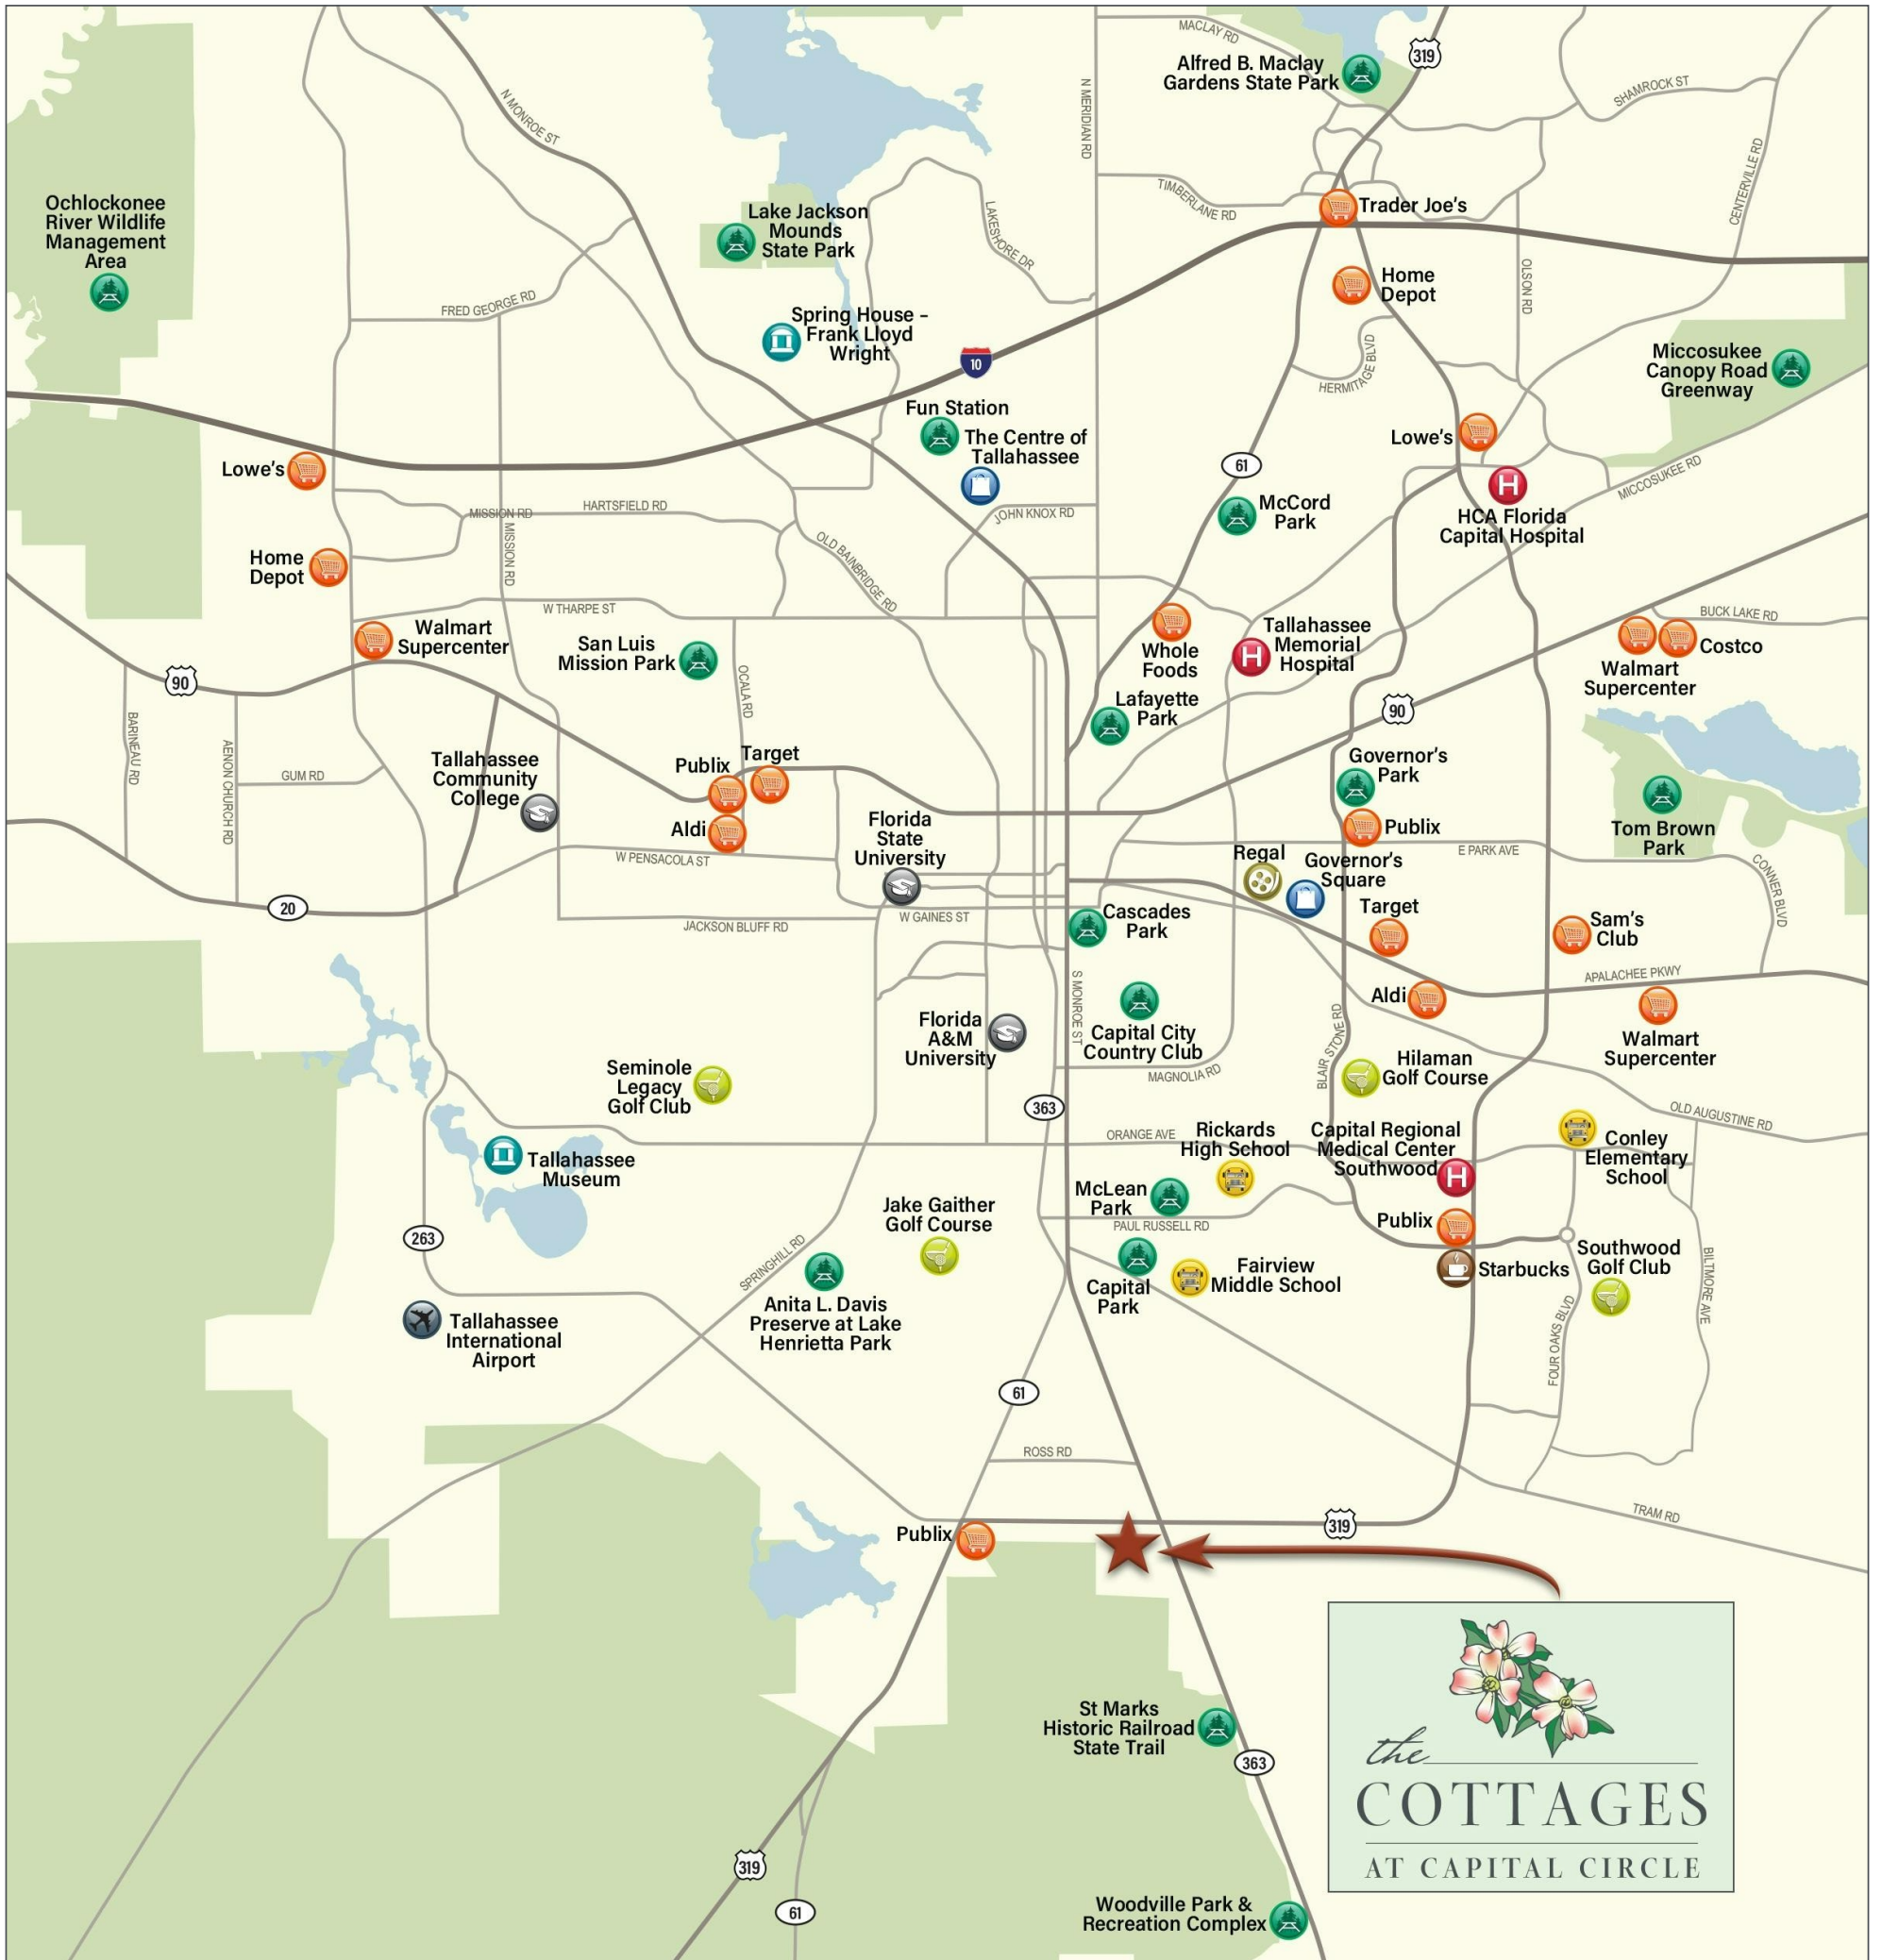 MACLAY RD
319
Alfred B. Maclay
Gardens State Park
SHAMROCK ST
N MONROE ST
N MERIDIAN RD
CENTERVILLE RD
TIMBERLANE RD
Trader Joe's
Ochlockonee
River Wildlife
Management
Area
Lake Jackson
Mounds
State Park
LAKESHORE DR
Home
Depot
OLSON RD
FRED GEORGE RD
Spring House –
Frank Lloyd
Wright
10
HERMITAGE BLVD
Miccosukee
Canopy Road
Greenway
Fun Station
The Centre of
Tallahassee
Lowe's
Lowe's
61
MICCOSUKEE RD
McCord
Park
HCA Florida
Capital Hospital
H
MISSION RD
HARTSFIELD RD
JOHN KNOX RD
MISSION RD
OLD BAINBRIDGE RD
Home
Depot
W THARPE ST
BUCK LAKE RD
Walmart
Supercenter
San Luis
Mission Park
Whole
Foods
Tallahassee
Memorial
Hospital
H
Costco
Walmart
Supercenter
90
OCALA RD
Lafayette
Park
90
BARINEAU RD
AENON CHURCH RD
GUM RD
Tallahassee
Community
College
Publix
Target
Aldi
Governor's
Park
Publix
Tom Brown
Park
Florida
State
University
W PENSACOLA ST
E PARK AVE
Regal
Governor's
Square
CONNER BLVD
20
JACKSON BLUFF RD
W GAINES ST
Cascades
Park
Target
Sam's
Club
APALACHEE PKWY
S MONROE ST
Aldi
Florida
A&M
University
Capital City
Country Club
BLAIR STONE RD
Walmart
Supercenter
Hilaman
Golf Course
MAGNOLIA RD
Seminole
Legacy
Golf Club
363
OLD AUGUSTINE RD
ORANGE AVE
Rickards
High School
Capital Regional
Medical Center
Southwood
H
Conley
Elementary
School
Tallahassee
Museum
McLean
Park
PAUL RUSSELL RD
Publix
Jake Gaither
Golf Course
263
SPRINGHILL RD
Capital
Park
Fairview
Middle School
Starbucks
Southwood
Golf Club
BILTMORE AVE
FOUR OAKS BLVD
Anita L. Davis
Preserve at Lake
Henrietta Park
Tallahassee
International
Airport
61
ROSS RD
TRAM RD
Publix
319
St Marks
Historic Railroad
State Trail
363
the
COTTAGES
AT CAPITAL CIRCLE
319
61
Woodville Park &
Recreation Complex